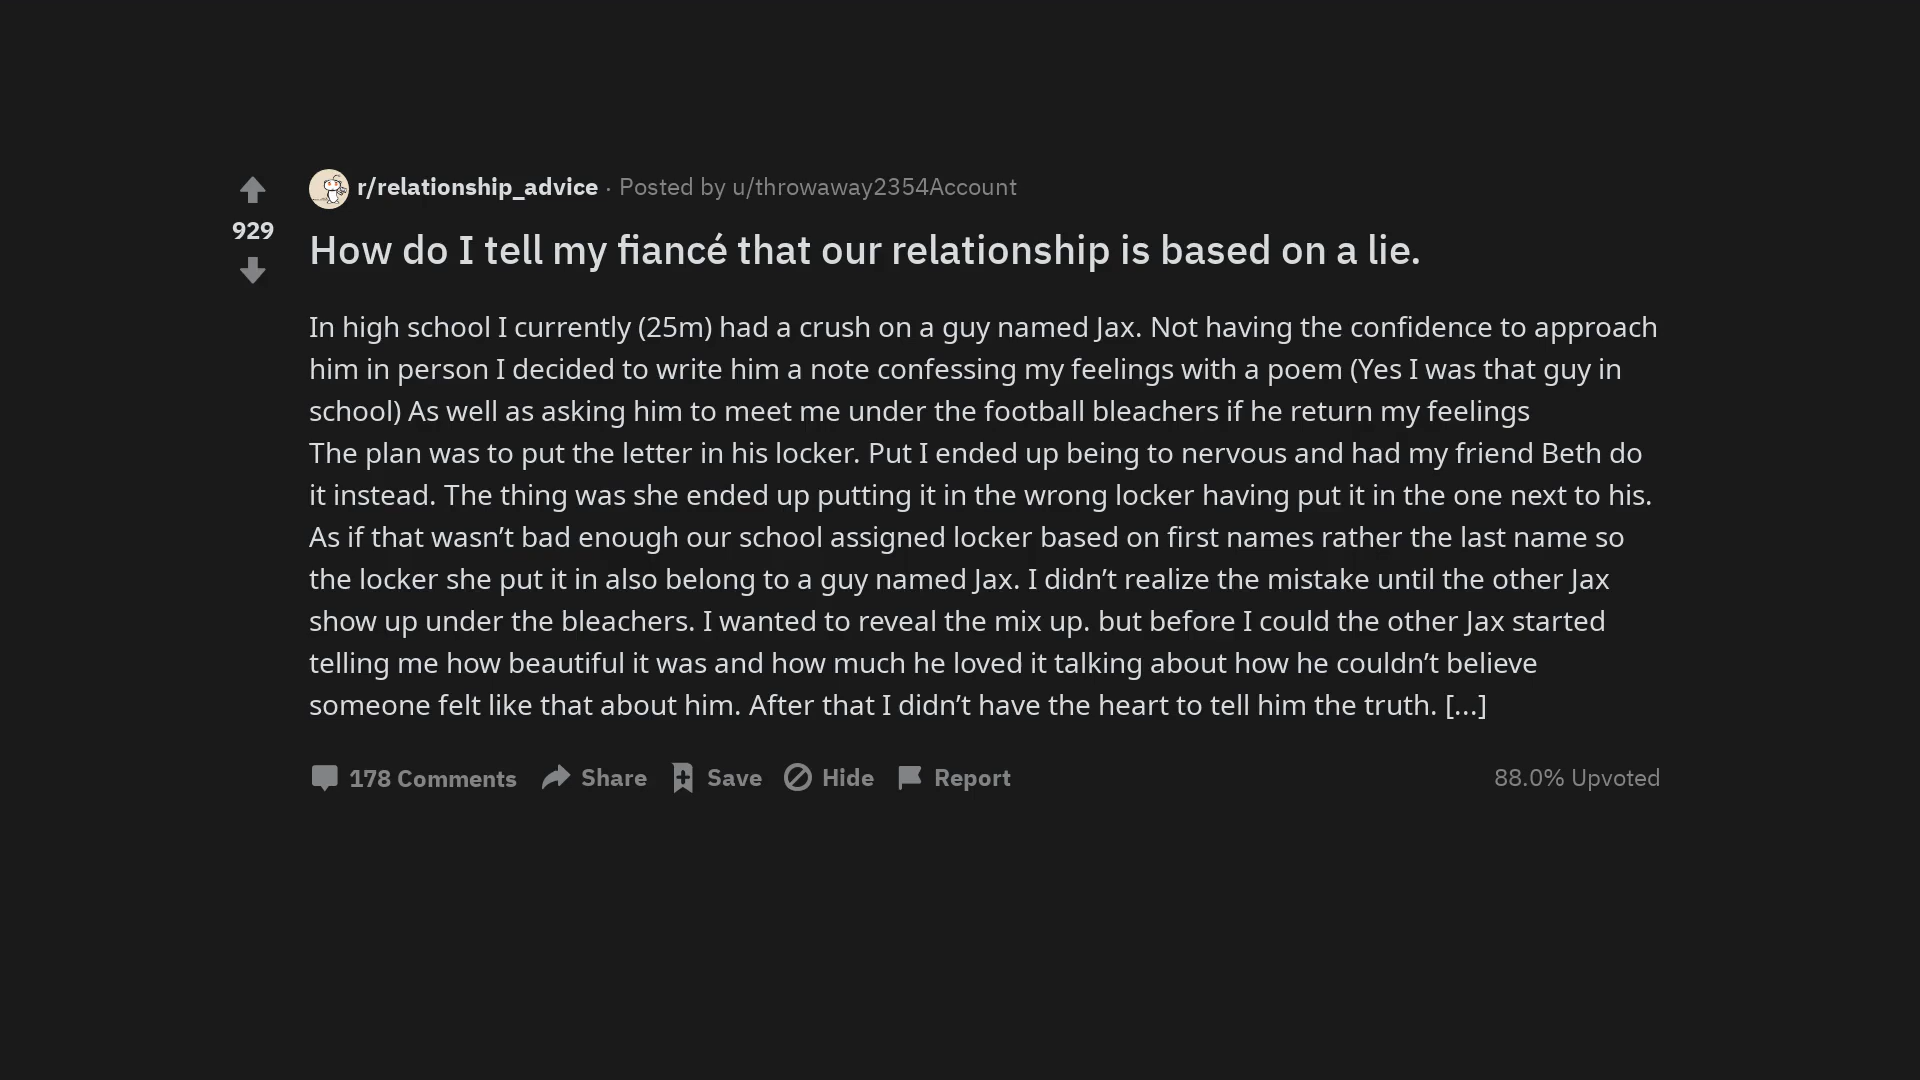 r/relationship_advice · Posted by u/throwaway2354Account
929
How do I tell my fiancé that our relationship is based on a lie.
In high school I currently (25m) had a crush on a guy named Jax. Not having the confidence to approach
him in person I decided to write him a note confessing my feelings with a poem (Yes I was that guy in
school) As well as asking him to meet me under the football bleachers if he return my feelings
The plan was to put the letter in his locker. Put I ended up being to nervous and had my friend Beth do
it instead. The thing was she ended up putting it in the wrong locker having put it in the one next to his.
As if that wasn’t bad enough our school assigned locker based on first names rather the last name so
the locker she put it in also belong to a guy named Jax. I didn’t realize the mistake until the other Jax
show up under the bleachers. I wanted to reveal the mix up. but before I could the other Jax started
telling me how beautiful it was and how much he loved it talking about how he couldn’t believe
someone felt like that about him. After that I didn’t have the heart to tell him the truth. [...]
178 Comments Share Save Hide Report 88.0% Upvoted